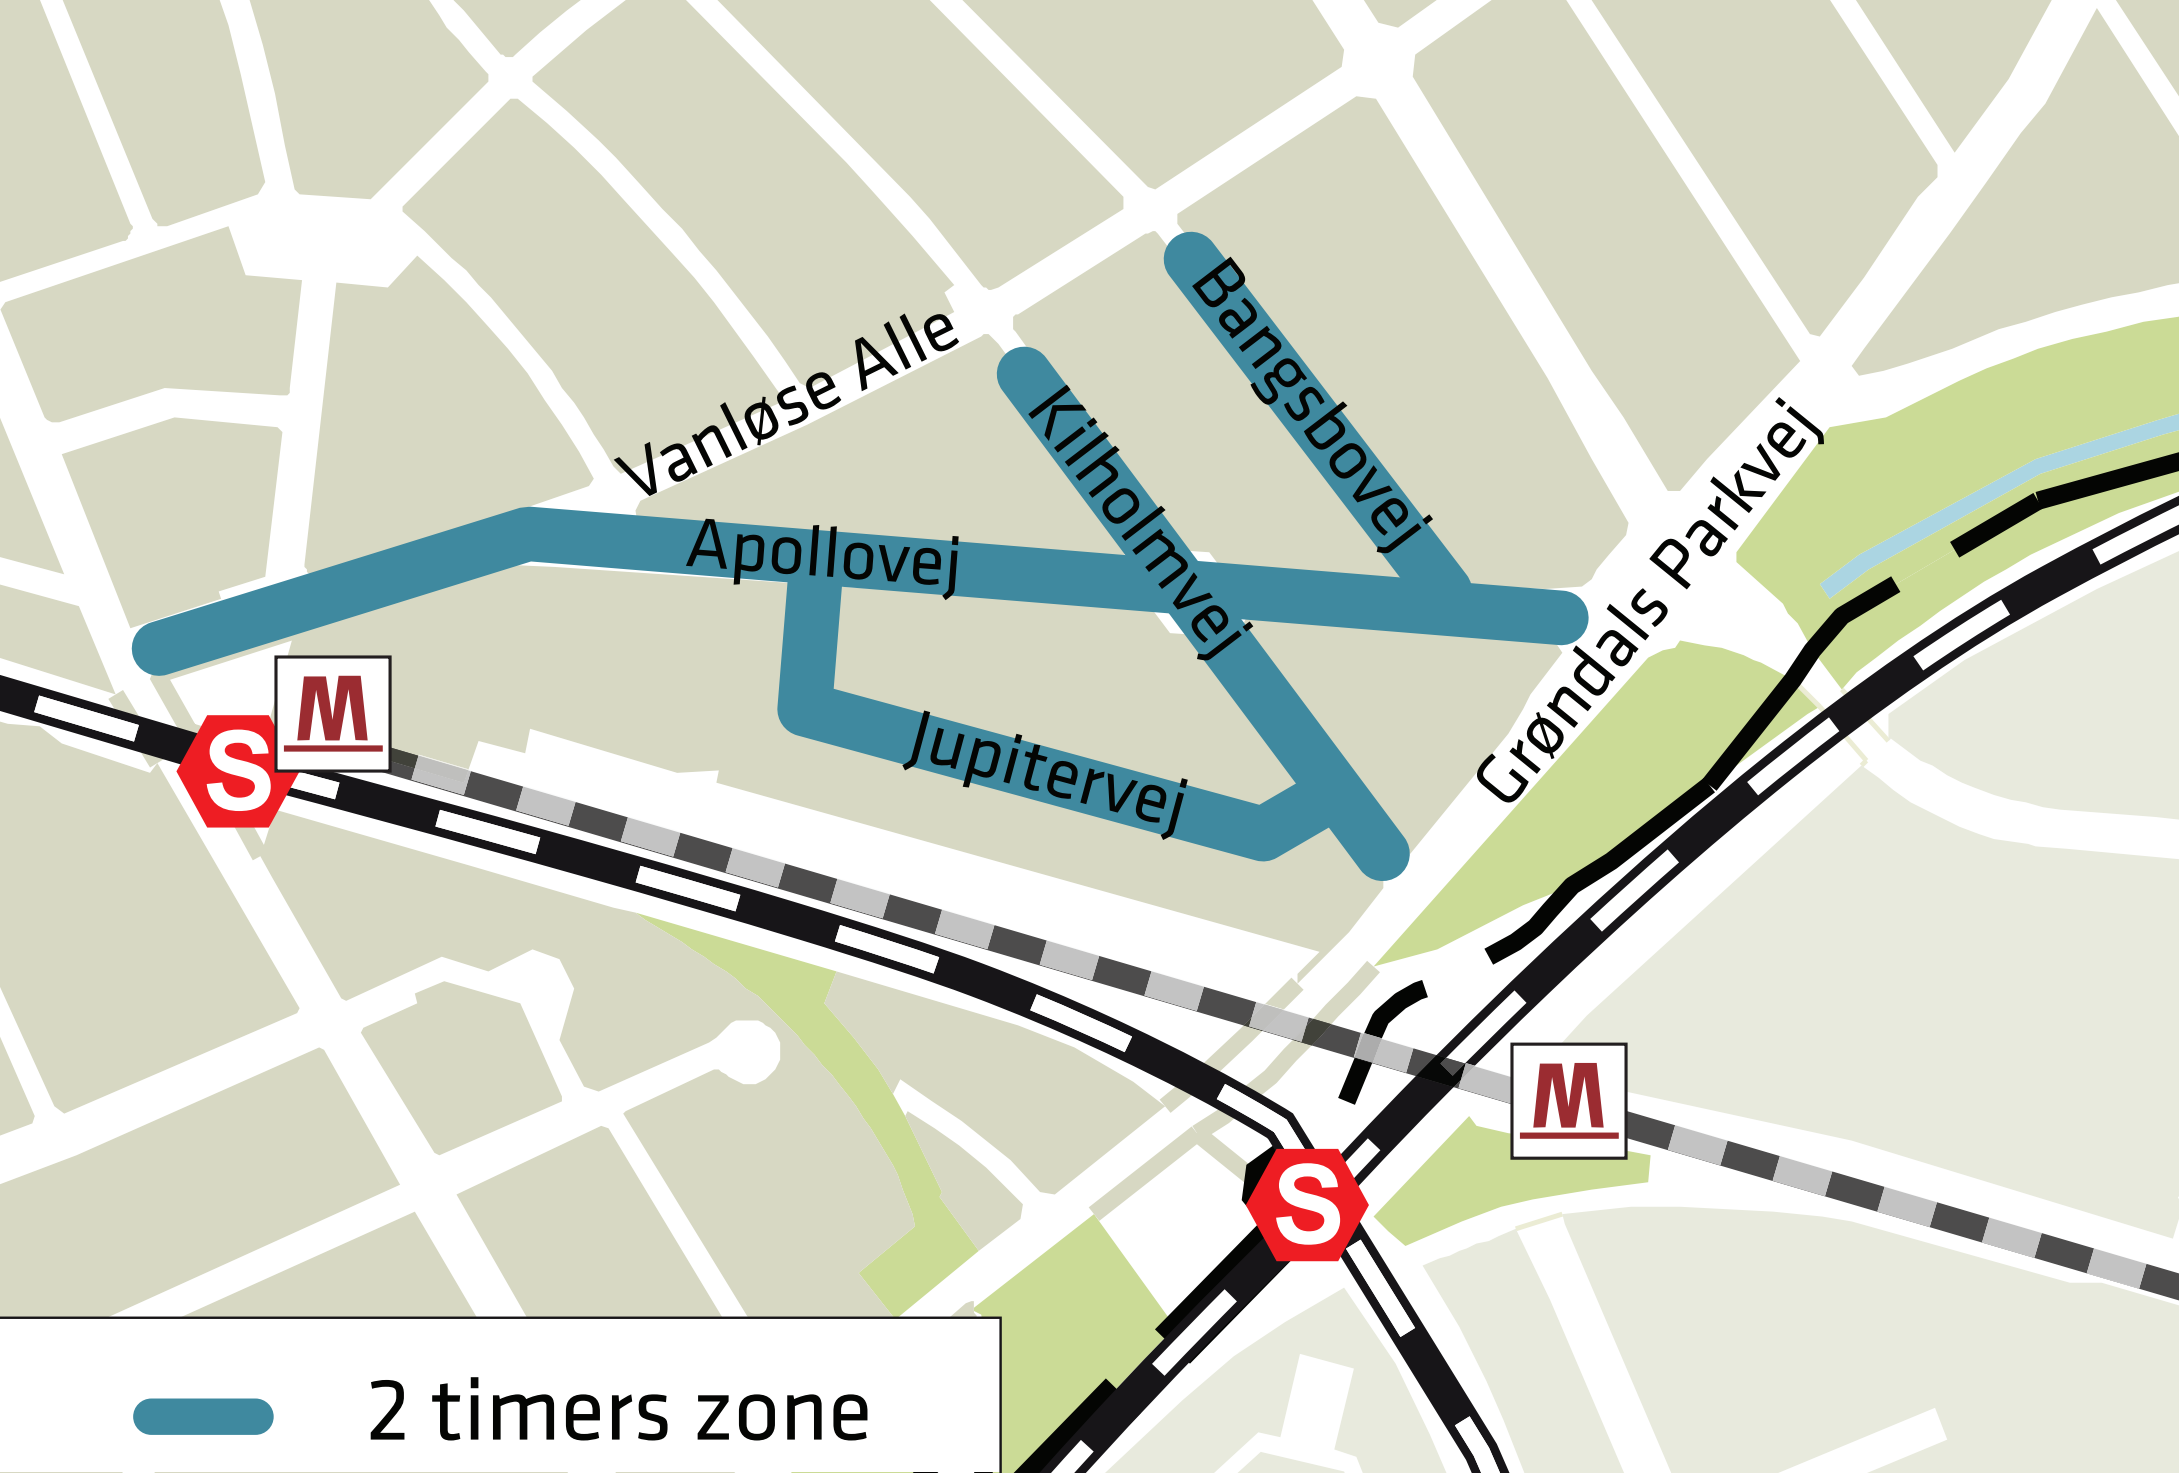 Bangsbovej
Vanløse Alle
Kilholmvej
Grøndals Parkvej
Apollovej
Jupitervej
M
S
M
S
2 timers zone